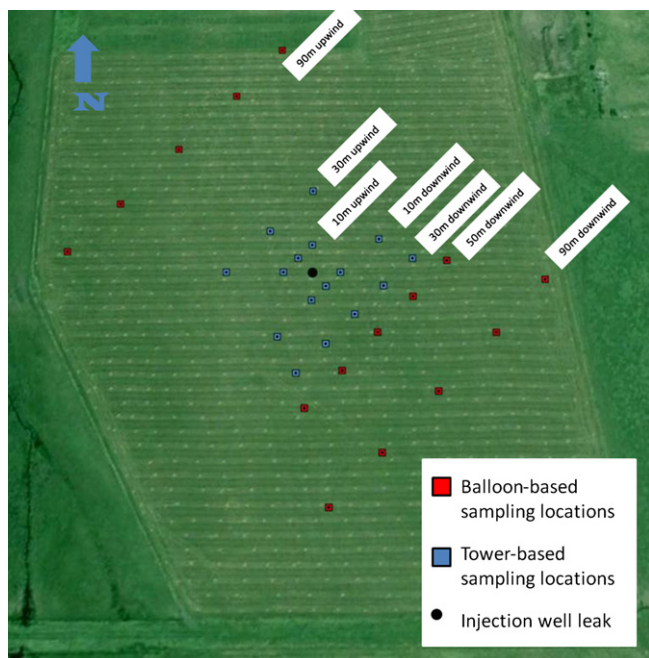 90m upwind
30m upwind
10m upwind
10m downwind
30m downwind
50m downwind
90m downwind
N
Balloon-based
sampling locations
Tower-based
sampling locations
Injection well leak